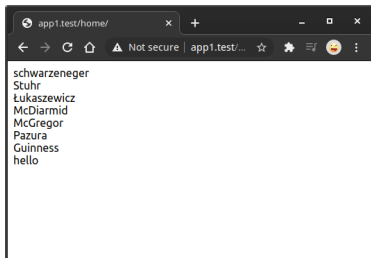 app1.test/home/
Not secure | app1.test/...
schwarzeneger
Stuhr
Łukaszewicz
McDiarmid
McGregor
Pazura
Guinness
hello